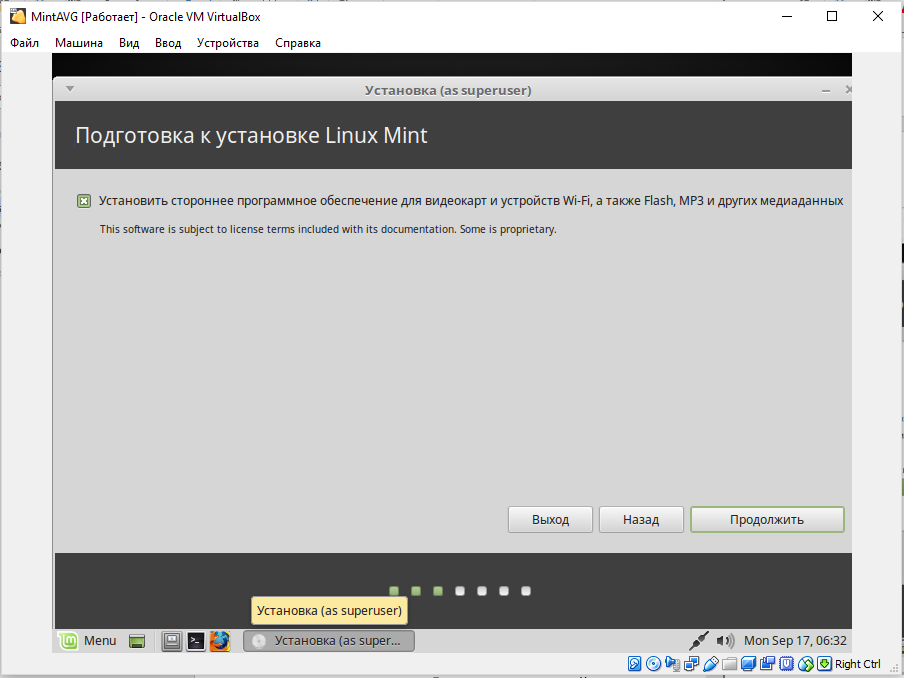 MintAVG [Работает] - Oracle VM VirtualBox
Файл Машина Вид Ввод Устройства Справка
Установка (as superuser)
Подготовка к установке Linux Mint
Установить стороннее программное обеспечение для видеокарт и устройств Wi-Fi, а также Flash, MP3 и других медиаданных
This software is subject to license terms included with its documentation. Some is proprietary.
Выход Назад Продолжить
Установка (as superuser)
Menu Установка (as super... Mon Sep 17, 06:32
Right Ctrl